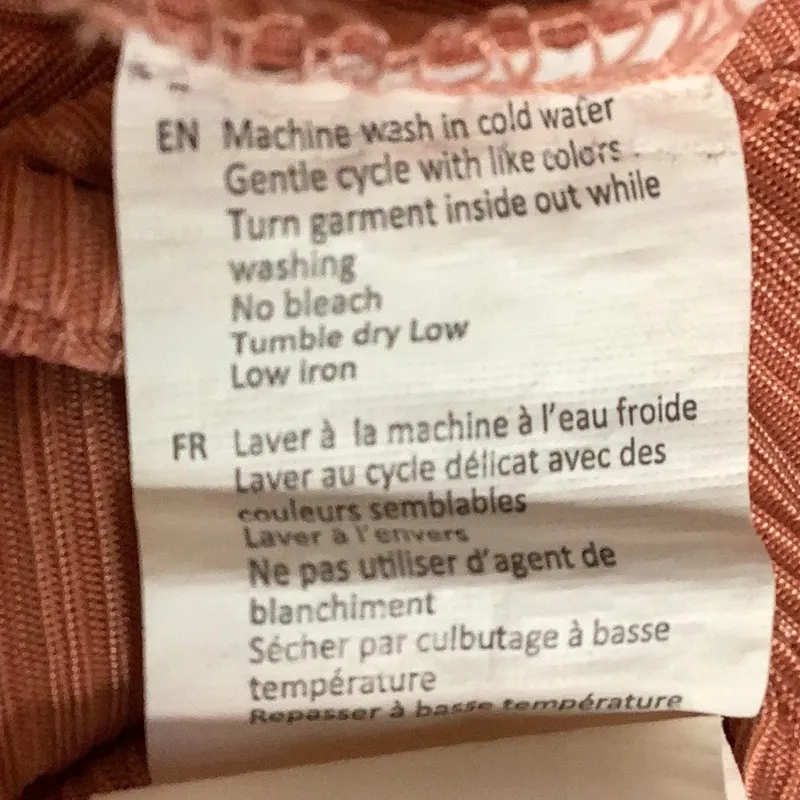 EN Machine wash in cold water
Gentle cycle with like colors
Turn garment inside out while
washing
No bleach
Tumble dry Low
Low iron
FR Laver à la machine à l'eau froide
Laver au cycle délicat avec des
couleurs semblables
Laver à l'envers
Ne pas utiliser d'agent de
blanchiment
Sécher par culbutage à basse
température
Repasser à basse température